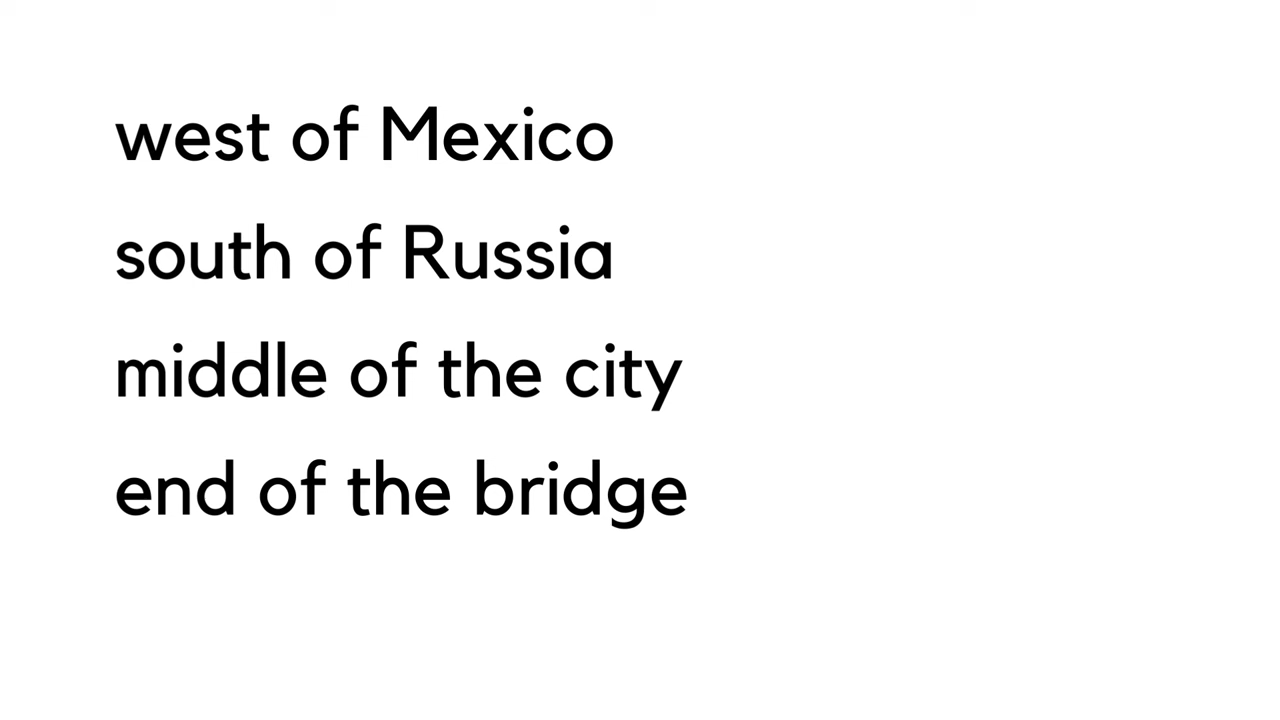 west of Mexico
south of Russia
middle of the city
end of the bridge